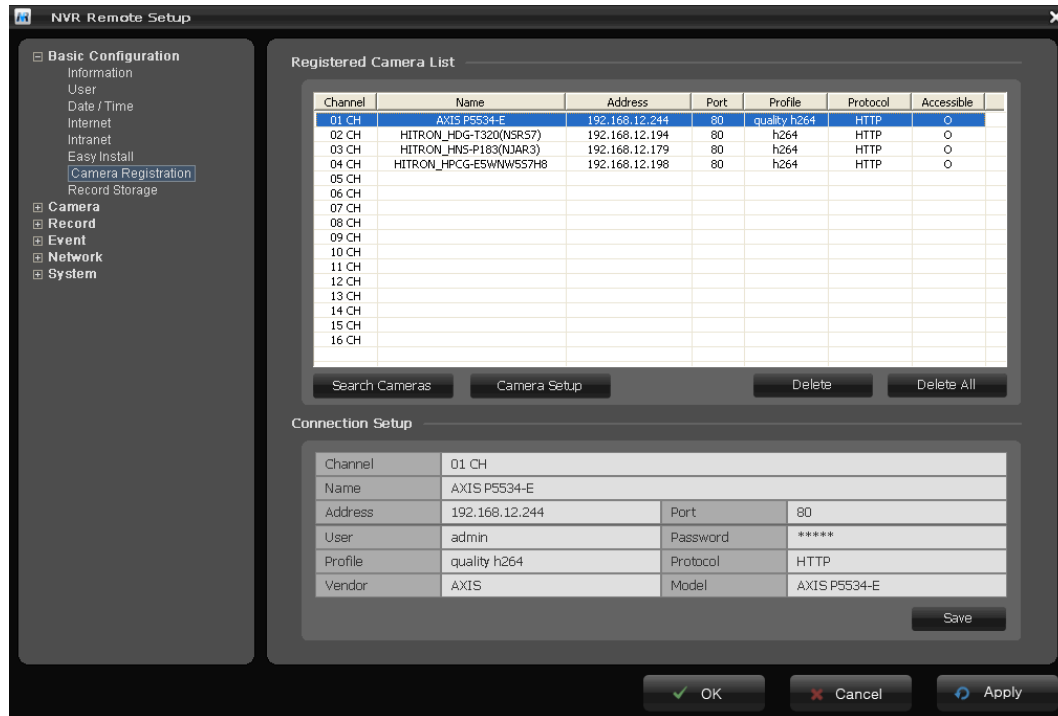 NVR Remote Setup
Basic Configuration
Information
User
Date / Time
Internet
Intranet
Easy Install
Camera Registration
Record Storage
Camera
Record
Event
Network
System
Registered Camera List
Channel Name Address Port Profile Protocol Accessible
01 CH AXIS P5534-E 192.168.12.244 80 quality h264 HTTP O
02 CH HITRON_HDG-T320(NSRS7) 192.168.12.194 80 h264 HTTP O
03 CH HITRON_HNS-P183(NJAR3) 192.168.12.179 80 h264 HTTP O
04 CH HITRON_HPCG-E5WNW5S7H8 192.168.12.198 80 h264 HTTP O
05 CH
06 CH
07 CH
08 CH
09 CH
10 CH
11 CH
12 CH
13 CH
14 CH
15 CH
16 CH
Search Cameras Camera Setup Delete Delete All
Connection Setup
Channel 01 CH
Name AXIS P5534-E
Address 192.168.12.244 Port 80
User admin Password *****
Profile quality h264 Protocol HTTP
Vendor AXIS Model AXIS P5534-E
Save
OK Cancel Apply